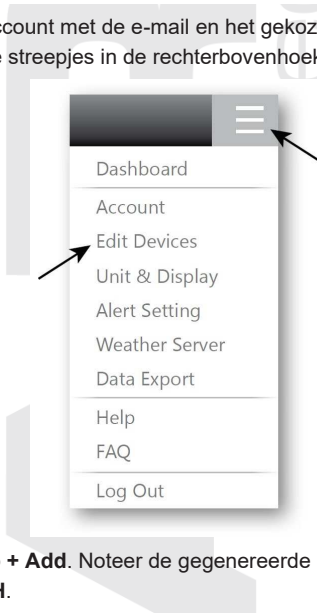 ccount met de e-mail en het gekoz
e streepjes in de rechterbovenhoek
Dashboard
Account
Edit Devices
Unit & Display
Alert Setting
Weather Server
Data Export
Help
FAQ
Log Out
+ Add. Noteer de gegenereerde
H.